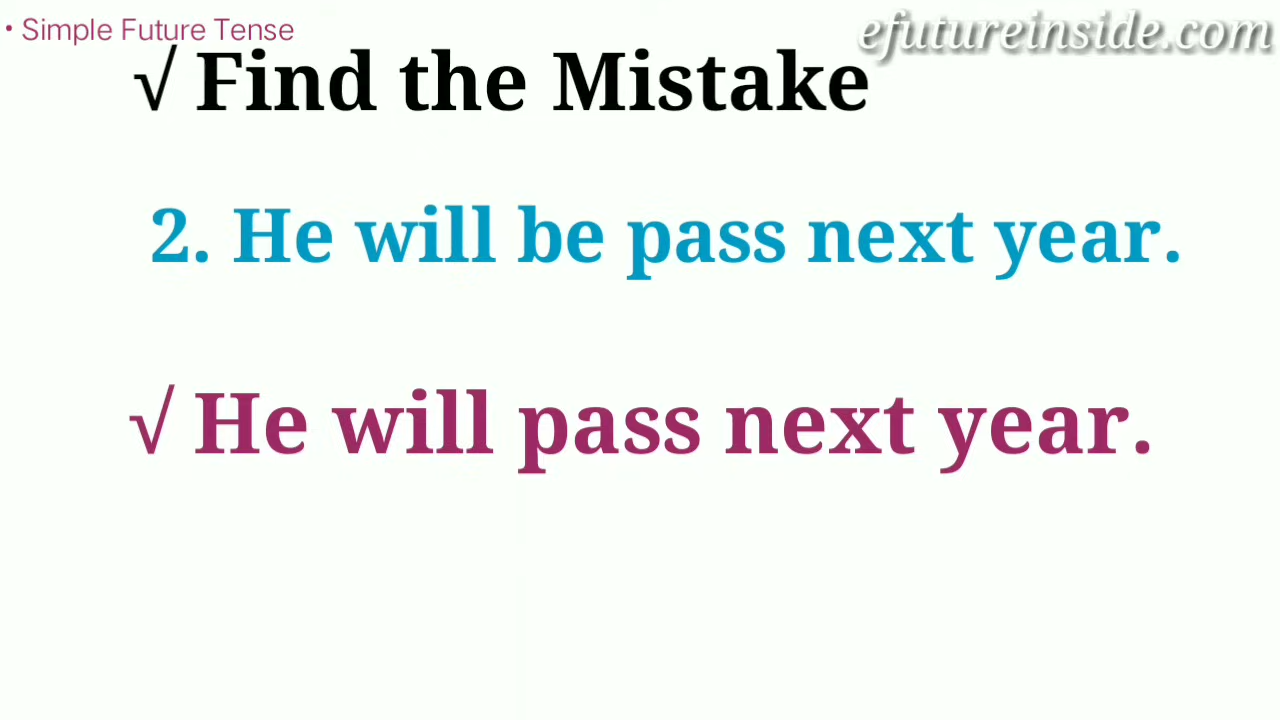 • Simple Future Tense
efutureinside.com
√ Find the Mistake
2. He will be pass next year.
√ He will pass next year.